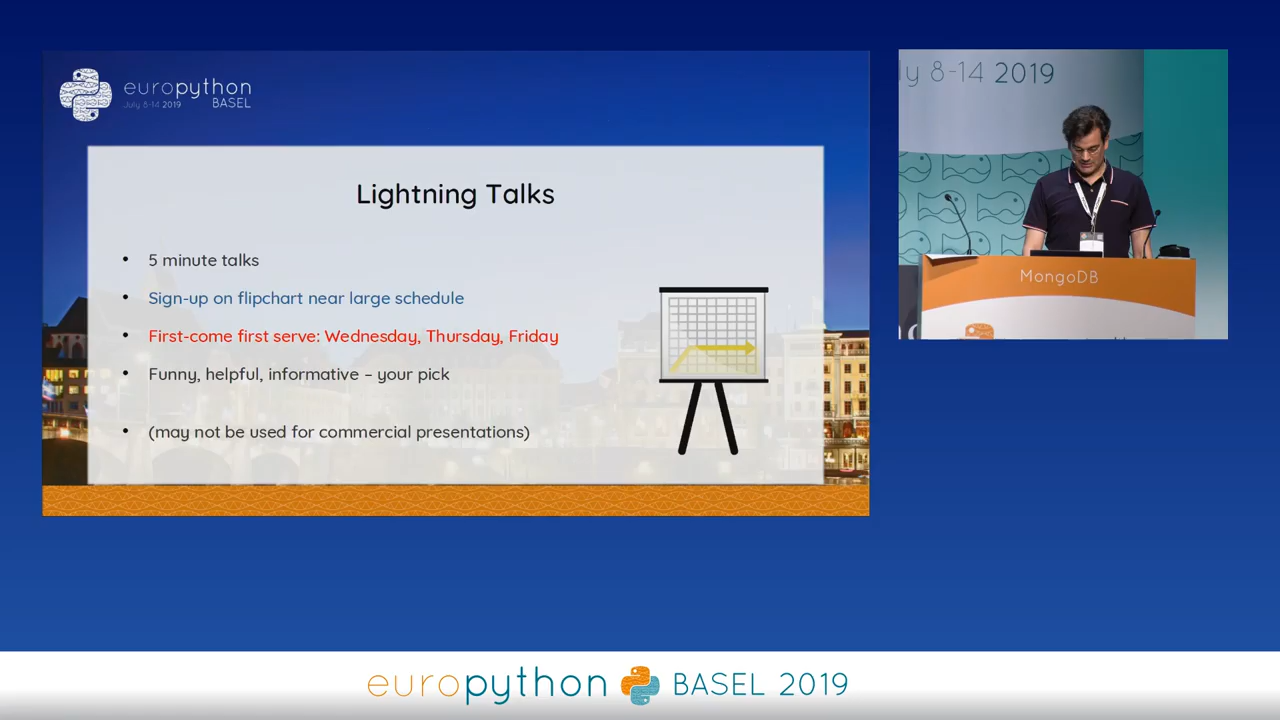 europython
July 8-14 2019 BASEL
Lightning Talks
• 5 minute talks
• Sign-up on flipchart near large schedule
• First-come first serve: Wednesday, Thursday, Friday
• Funny, helpful, informative – your pick
• (may not be used for commercial presentations)
ly 8-14 2019
MongoDB
europython BASEL 2019